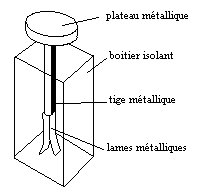 plateau métallique
boitier isolant
tige métallique
lames métalliques